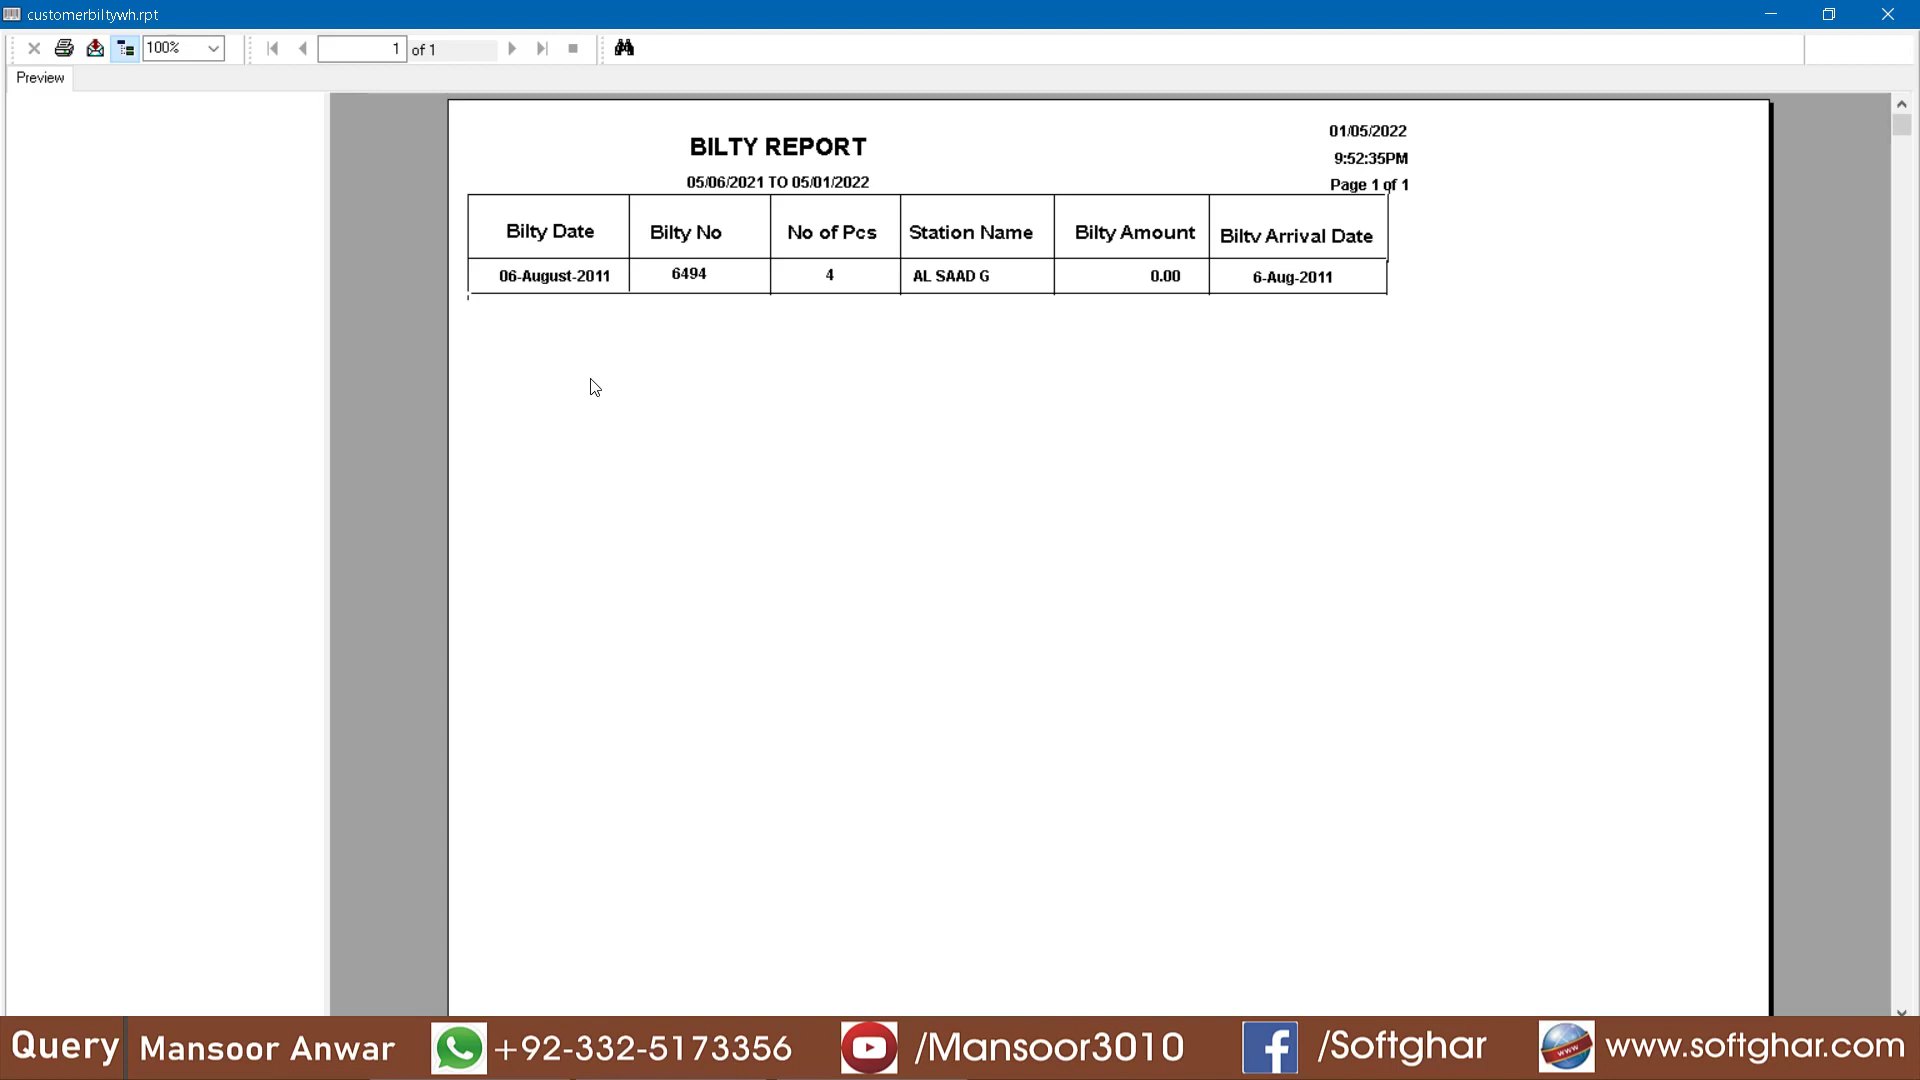 customerbiltywh.rpt
100%
1 of 1
Preview
01/05/2022
BILTY REPORT
9:52:35PM
05/06/2021 TO 05/01/2022
Page 1 of 1
Bilty Date Bilty No No of Pcs Station Name Bilty Amount Bilty Arrival Date
06-August-2011 6494 4 AL SAAD G 0.00 6-Aug-2011
Query Mansoor Anwar +92-332-5173356 /Mansoor3010 /Softghar www www.softghar.com